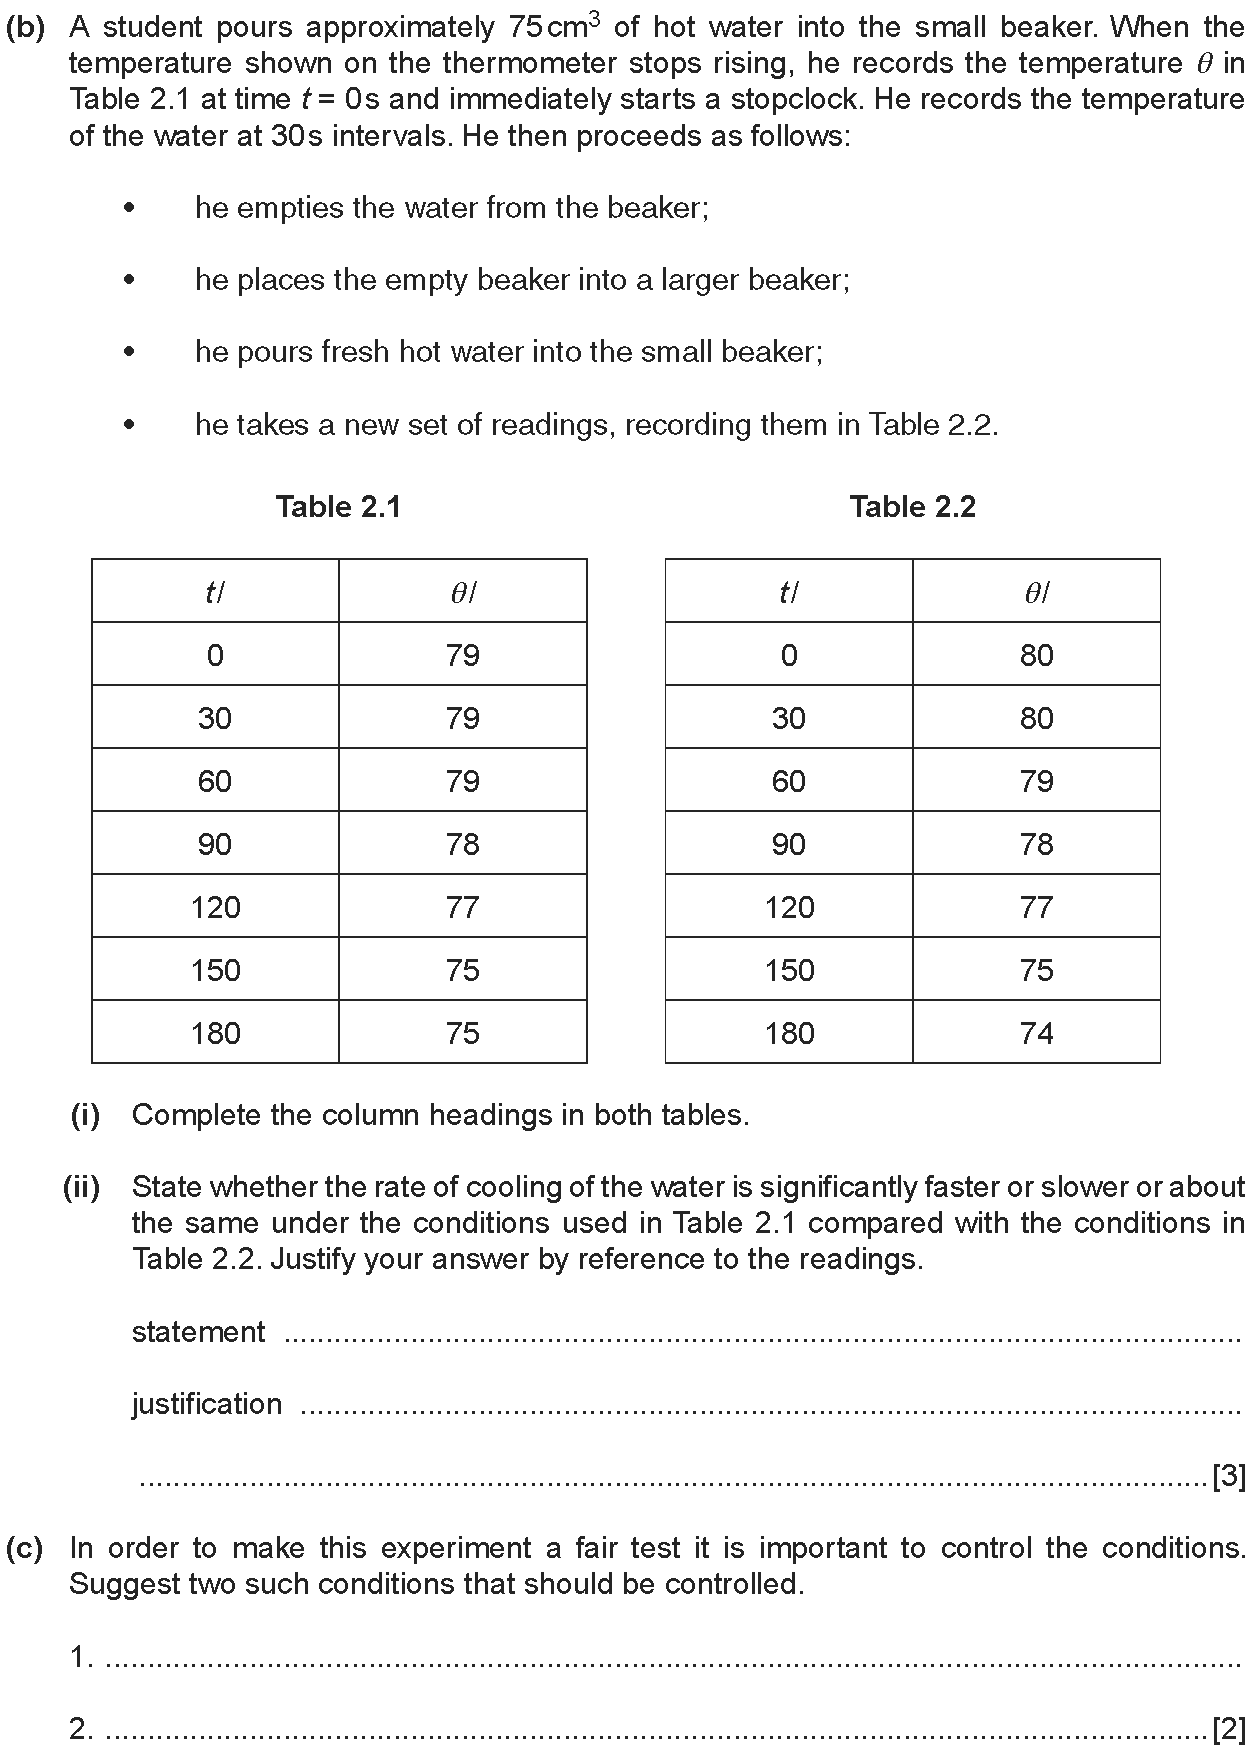 (b) A student pours approximately 75 cm³ of hot water into the small beaker. When the
temperature shown on the thermometer stops rising, he records the temperature θ in
Table 2.1 at time t = 0 s and immediately starts a stopclock. He records the temperature
of the water at 30 s intervals. He then proceeds as follows:
• he empties the water from the beaker;
• he places the empty beaker into a larger beaker;
• he pours fresh hot water into the small beaker;
• he takes a new set of readings, recording them in Table 2.2.
Table 2.1 Table 2.2
t/ θ/ t/ θ/
0 79 0 80
30 79 30 80
60 79 60 79
90 78 90 78
120 77 120 77
150 75 150 75
180 75 180 74
(i) Complete the column headings in both tables.
(ii) State whether the rate of cooling of the water is significantly faster or slower or about
the same under the conditions used in Table 2.1 compared with the conditions in
Table 2.2. Justify your answer by reference to the readings.
statement ....................................................................................................................
justification ..................................................................................................................
.................................................................................................................................[3]
(c) In order to make this experiment a fair test it is important to control the conditions.
Suggest two such conditions that should be controlled.
1. .........................................................................................................................................
2. .....................................................................................................................................[2]